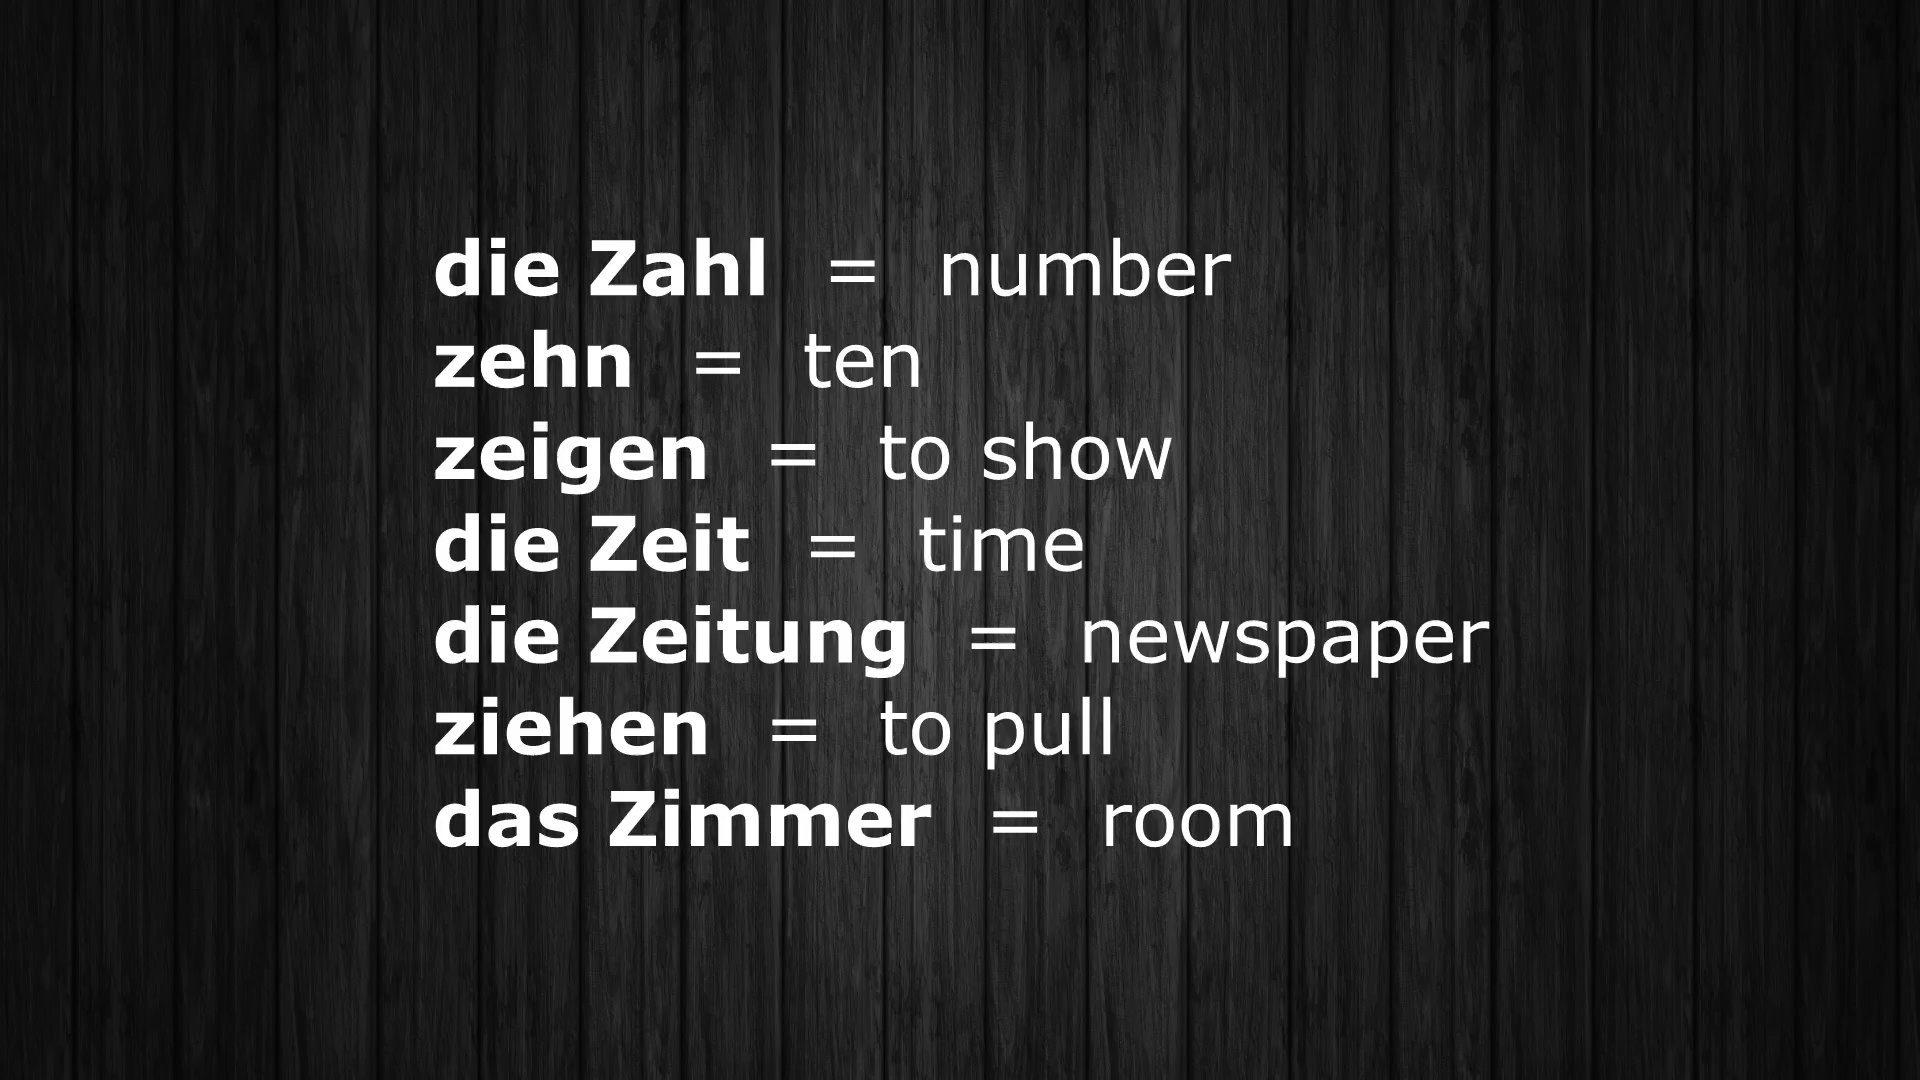 die Zahl = number
zehn = ten
zeigen = to show
die Zeit = time
die Zeitung = newspaper
ziehen = to pull
das Zimmer = room